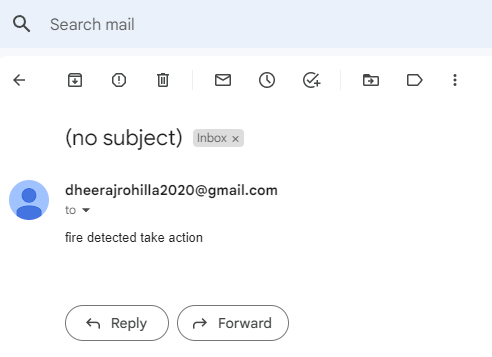 Search mail
(no subject) Inbox ×
dheerajrohilla2020@gmail.com
to
fire detected take action
Reply Forward